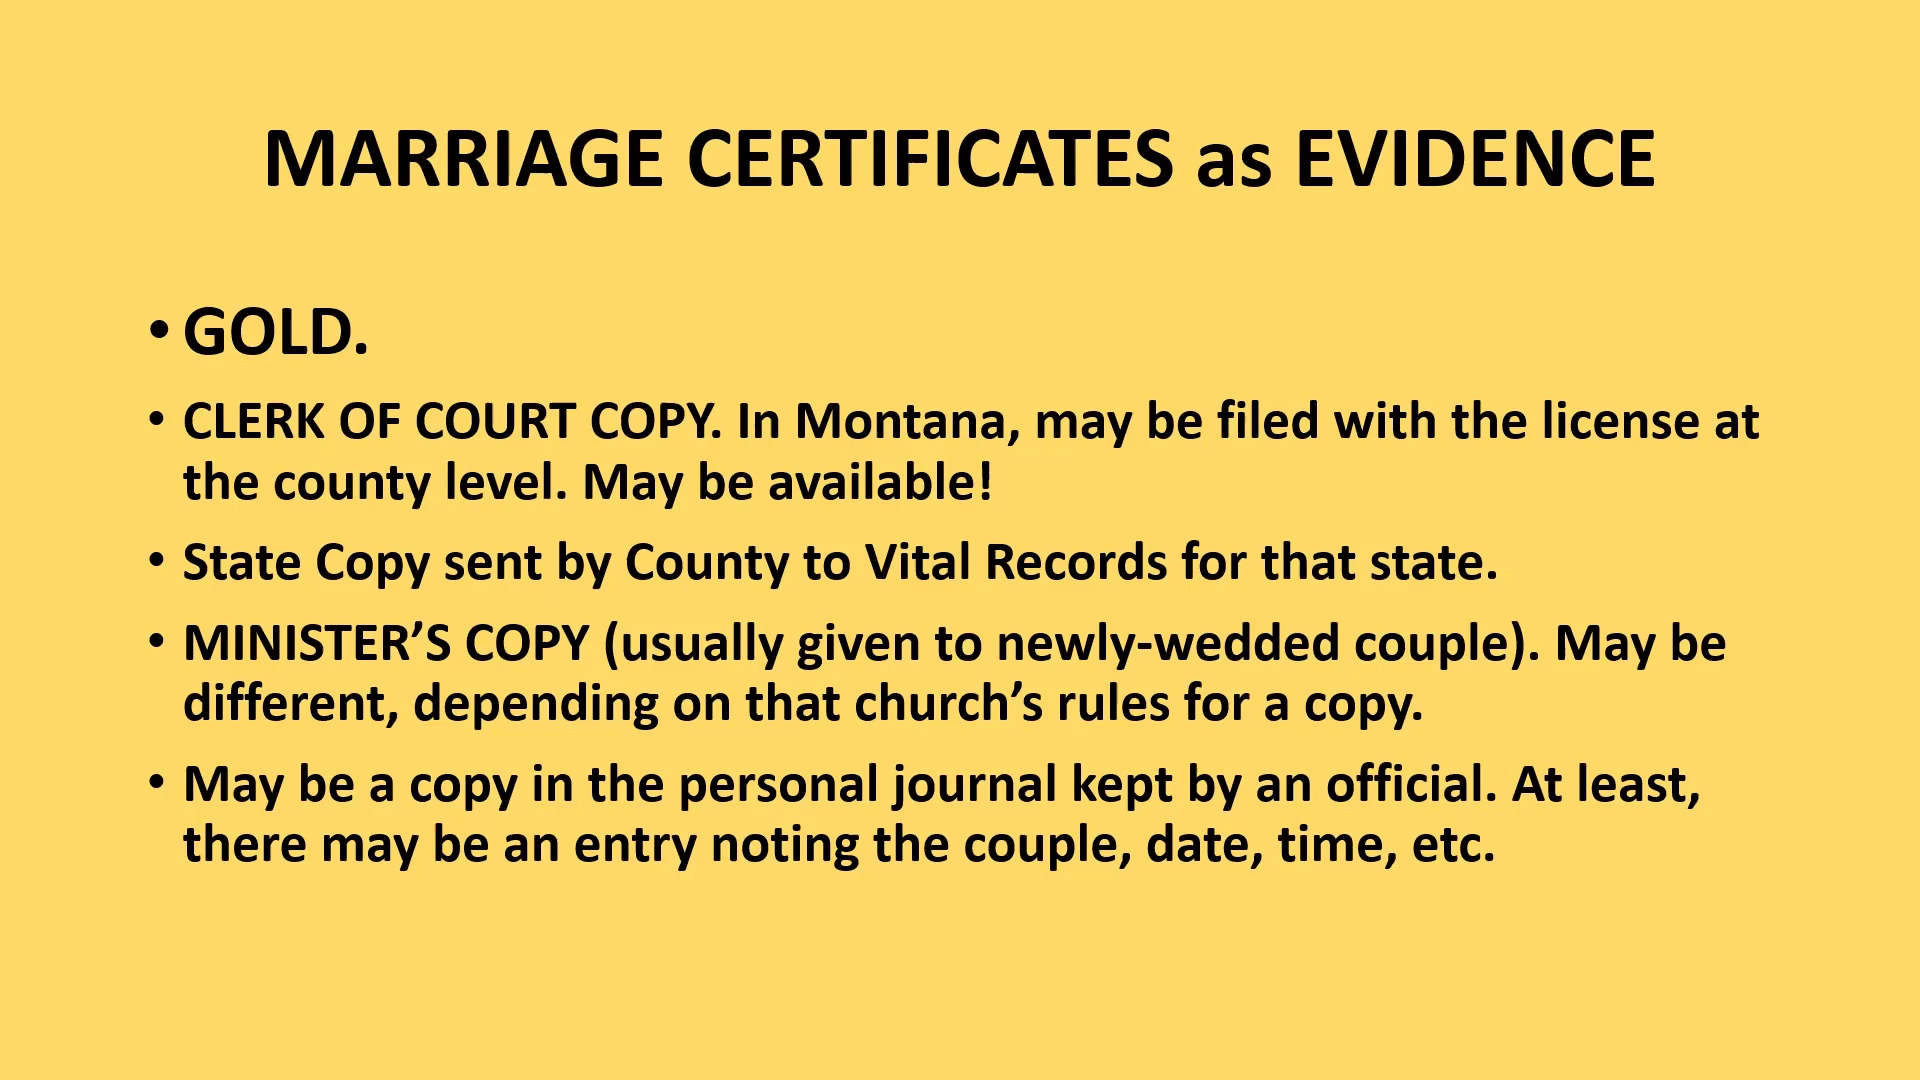 MARRIAGE CERTIFICATES as EVIDENCE
• GOLD.
• CLERK OF COURT COPY. In Montana, may be filed with the license at
the county level. May be available!
• State Copy sent by County to Vital Records for that state.
• MINISTER’S COPY (usually given to newly-wedded couple). May be
different, depending on that church’s rules for a copy.
• May be a copy in the personal journal kept by an official. At least,
there may be an entry noting the couple, date, time, etc.